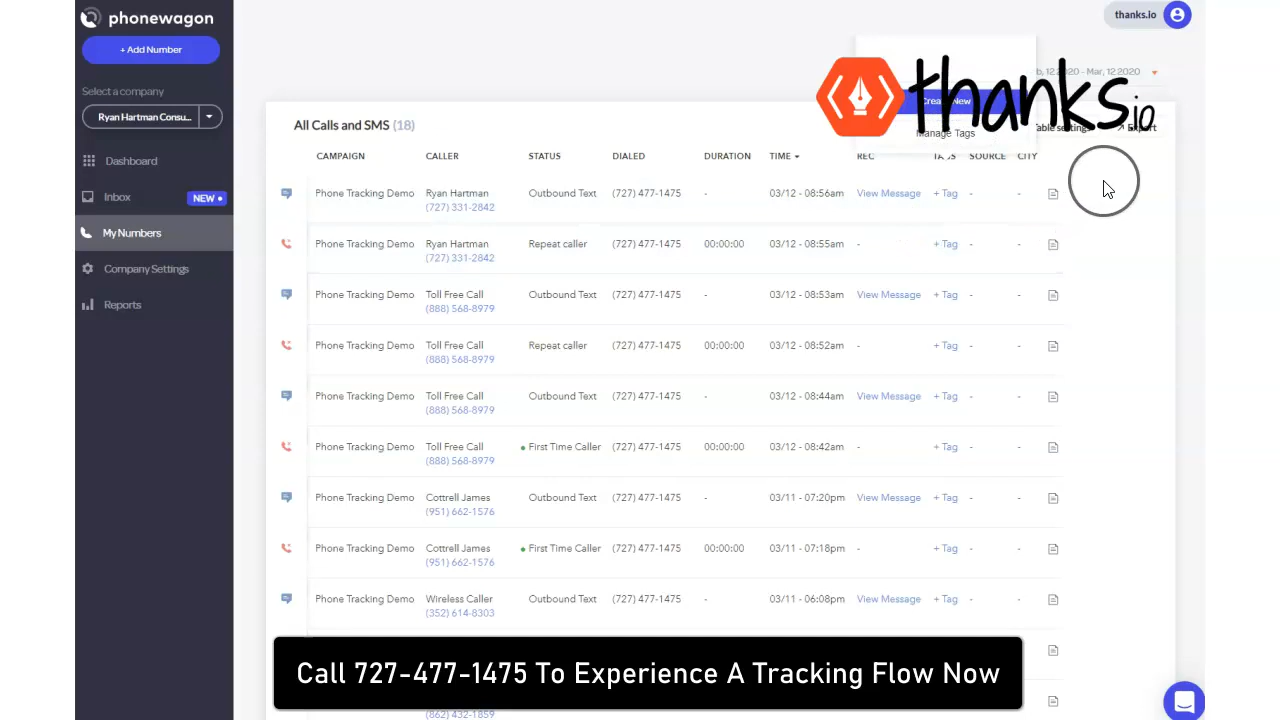 phonewagon
+ Add Number
Select a company
Ryan Hartman Consu...
Dashboard
Inbox NEW
My Numbers
Company Settings
Reports
thanks.io
thanks.io
2020 - Mar, 12 2020
Create New
Manage Tags
Table settings Export
All Calls and SMS (18)
CAMPAIGN CALLER STATUS DIALED DURATION TIME REC TAGS SOURCE CITY
Phone Tracking Demo Ryan Hartman Outbound Text (727) 477-1475 - 03/12 - 08:56am View Message + Tag - -
(727) 331-2842
Phone Tracking Demo Ryan Hartman Repeat caller (727) 477-1475 00:00:00 03/12 - 08:55am - + Tag - -
(727) 331-2842
Phone Tracking Demo Toll Free Call Outbound Text (727) 477-1475 - 03/12 - 08:53am View Message + Tag - -
(888) 568-8979
Phone Tracking Demo Toll Free Call Repeat caller (727) 477-1475 00:00:00 03/12 - 08:52am - + Tag - -
(888) 568-8979
Phone Tracking Demo Toll Free Call Outbound Text (727) 477-1475 - 03/12 - 08:44am View Message + Tag - -
(888) 568-8979
Phone Tracking Demo Toll Free Call First Time Caller (727) 477-1475 00:00:00 03/12 - 08:42am - + Tag - -
(888) 568-8979
Phone Tracking Demo Cottrell James Outbound Text (727) 477-1475 - 03/11 - 07:20pm View Message + Tag - -
(951) 662-1576
Phone Tracking Demo Cottrell James First Time Caller (727) 477-1475 00:00:00 03/11 - 07:18pm - + Tag - -
(951) 662-1576
Phone Tracking Demo Wireless Caller Outbound Text (727) 477-1475 - 03/11 - 06:08pm View Message + Tag - -
(352) 614-8303
Call 727-477-1475 To Experience A Tracking Flow Now
(862) 432-1859